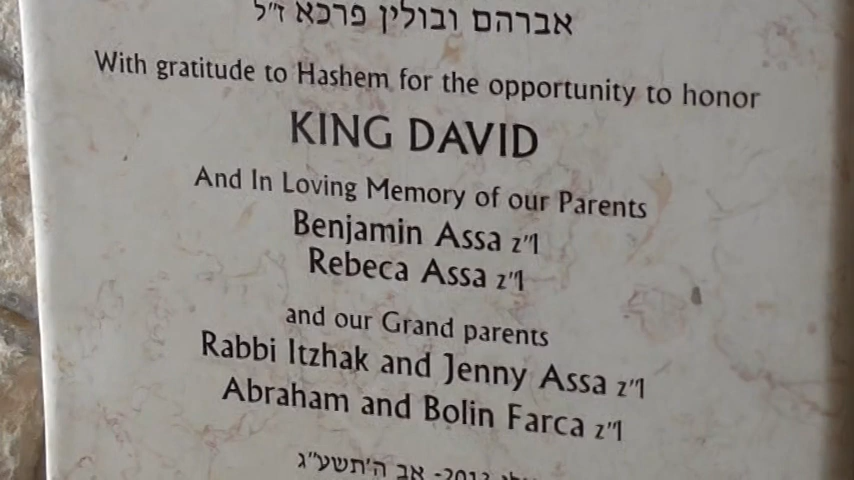 אברהם ובולין פרכא ז"ל
With gratitude to Hashem for the opportunity to honor
KING DAVID
And In Loving Memory of our Parents
Benjamin Assa z"l
Rebeca Assa z"l
and our Grand parents
Rabbi Itzhak and Jenny Assa z"l
Abraham and Bolin Farca z"l
אב ה'תשע"ג -2013